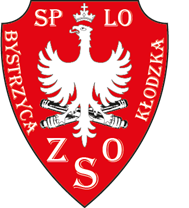 SP LO
BYSTRZYCA
KŁODZKA
ZSO